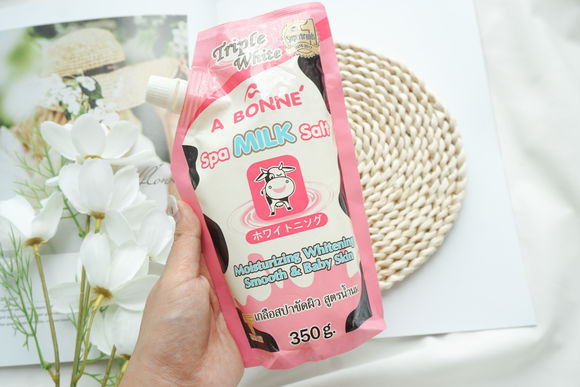 Triple
White
A BONNE'
Spa MILK Salt
ホワイトニング
Moisturizing Whitening
Smooth & Baby Skin
เกลือสปาขัดผิว สูตรน้ำนม
350 g.